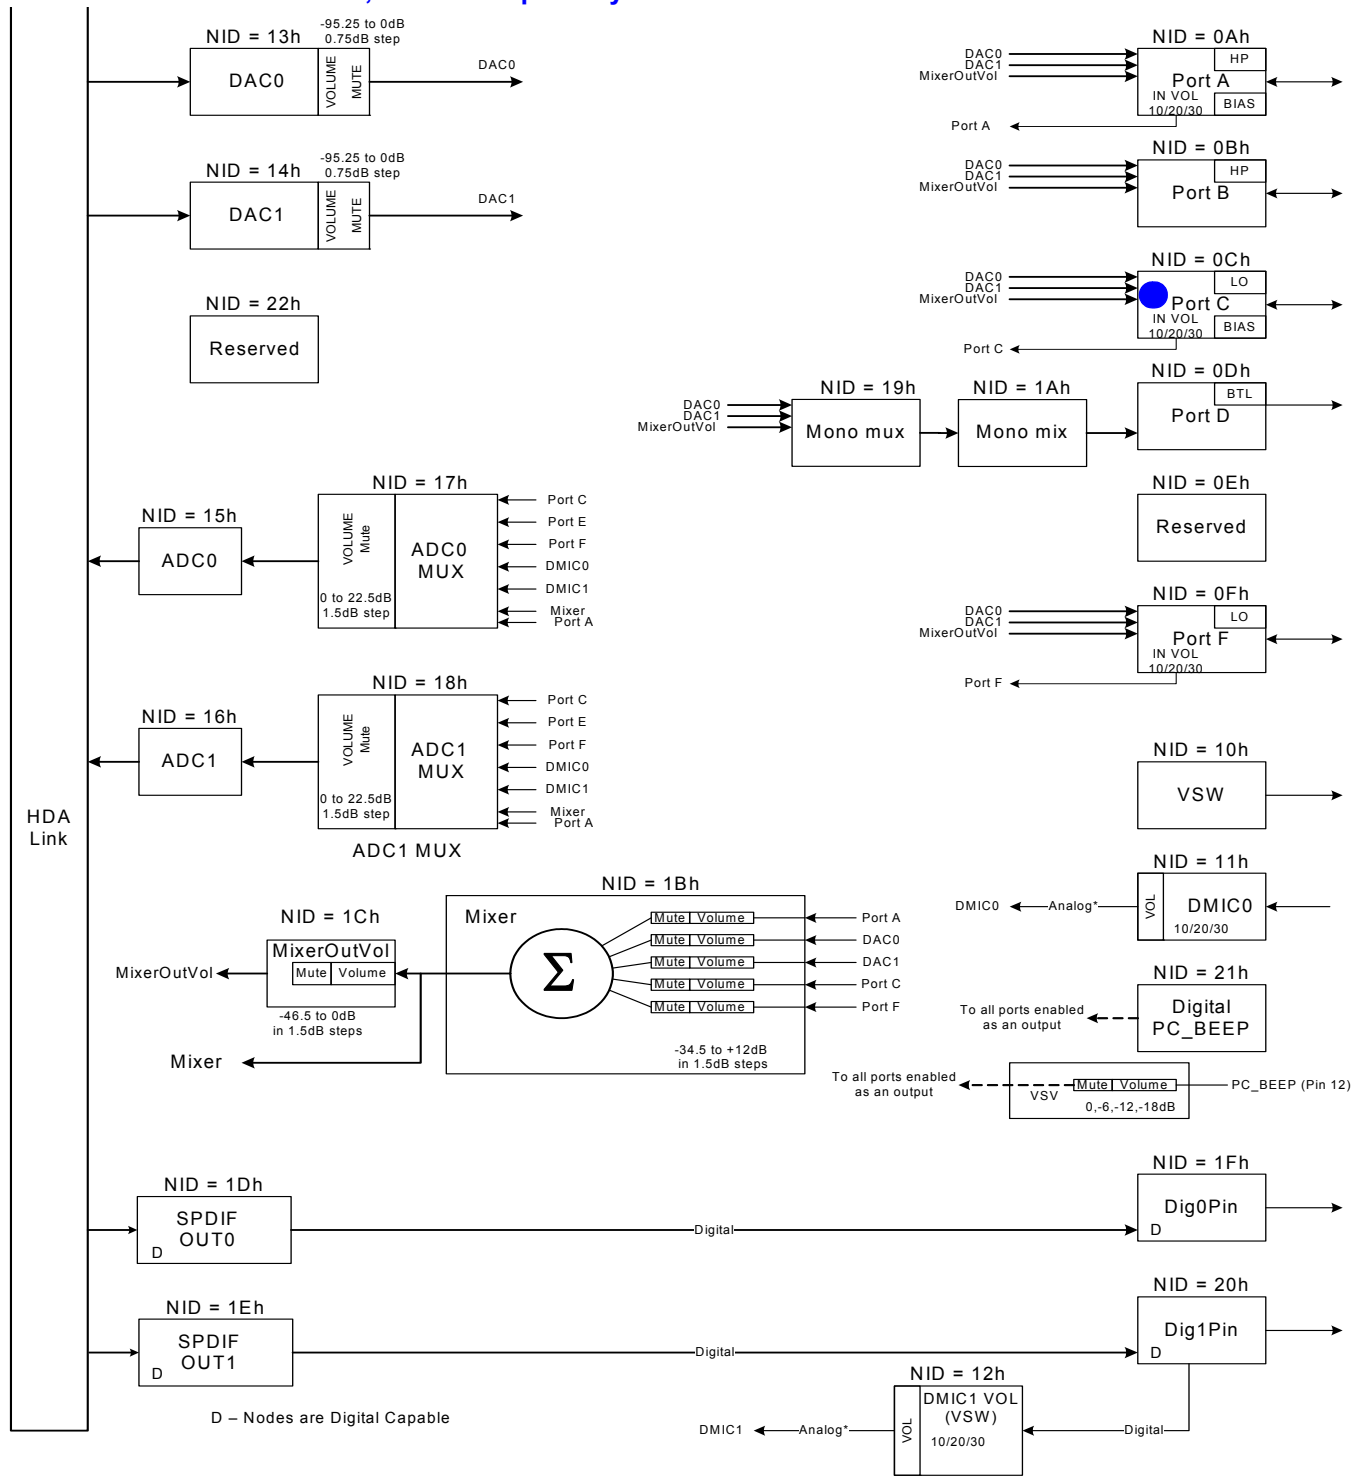 NID = 13h
-95.25 to 0dB
0.75dB step
DAC0
VOLUME
MUTE
DAC0
NID = 14h
-95.25 to 0dB
0.75dB step
DAC1
VOLUME
MUTE
DAC1
NID = 22h
Reserved
NID = 0Ah
DAC0
DAC1
MixerOutVol
HP
Port A
IN VOL
10/20/30
BIAS
Port A
NID = 0Bh
DAC0
DAC1
MixerOutVol
HP
Port B
NID = 0Ch
DAC0
DAC1
MixerOutVol
LO
Port C
IN VOL
10/20/30
BIAS
Port C
NID = 19h
DAC0
DAC1
MixerOutVol
Mono mux
NID = 1Ah
Mono mix
NID = 0Dh
BTL
Port D
NID = 0Eh
Reserved
NID = 0Fh
DAC0
DAC1
MixerOutVol
LO
Port F
IN VOL
10/20/30
Port F
NID = 17h
NID = 15h
ADC0
VOLUME
Mute
0 to 22.5dB
1.5dB step
ADC0
MUX
Port C
Port E
Port F
DMIC0
DMIC1
Mixer
Port A
NID = 18h
NID = 16h
ADC1
VOLUME
Mute
0 to 22.5dB
1.5dB step
ADC1
MUX
Port C
Port E
Port F
DMIC0
DMIC1
Mixer
Port A
ADC1 MUX
HDA
Link
NID = 10h
VSW
NID = 11h
DMIC0
Analog*
VOL
DMIC0
10/20/30
NID = 1Bh
Mixer
Σ
Mute Volume
Mute Volume
Mute Volume
Mute Volume
Mute Volume
Port A
DAC0
DAC1
Port C
Port F
-34.5 to +12dB
in 1.5dB steps
NID = 1Ch
MixerOutVol
Mute Volume
MixerOutVol
-46.5 to 0dB
in 1.5dB steps
Mixer
NID = 21h
To all ports enabled
as an output
Digital
PC_BEEP
To all ports enabled
as an output
VSV
Mute Volume
0,-6,-12,-18dB
PC_BEEP (Pin 12)
NID = 1Dh
SPDIF
OUT0
D
Digital
NID = 1Fh
Dig0Pin
D
NID = 1Eh
SPDIF
OUT1
D
Digital
NID = 20h
Dig1Pin
D
NID = 12h
DMIC1
Analog*
VOL
DMIC1 VOL
(VSW)
10/20/30
Digital
D – Nodes are Digital Capable